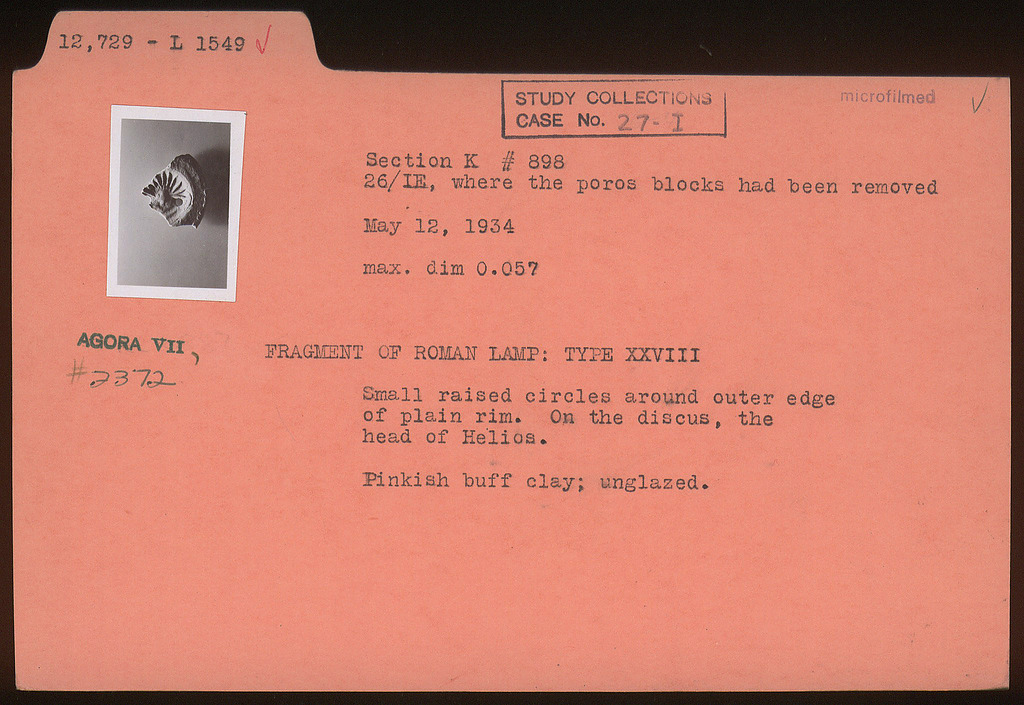 12,729 - L 1549 ✓
STUDY COLLECTIONS
CASE No. 27-I
microfilmed ✓
Section K # 898
26/IE, where the poros blocks had been removed
May 12, 1934
max. dim 0.057
AGORA VII,
#2372
FRAGMENT OF ROMAN LAMP: TYPE XXVIII
Small raised circles around outer edge
of plain rim. On the discus, the
head of Helios.
Pinkish buff clay; unglazed.